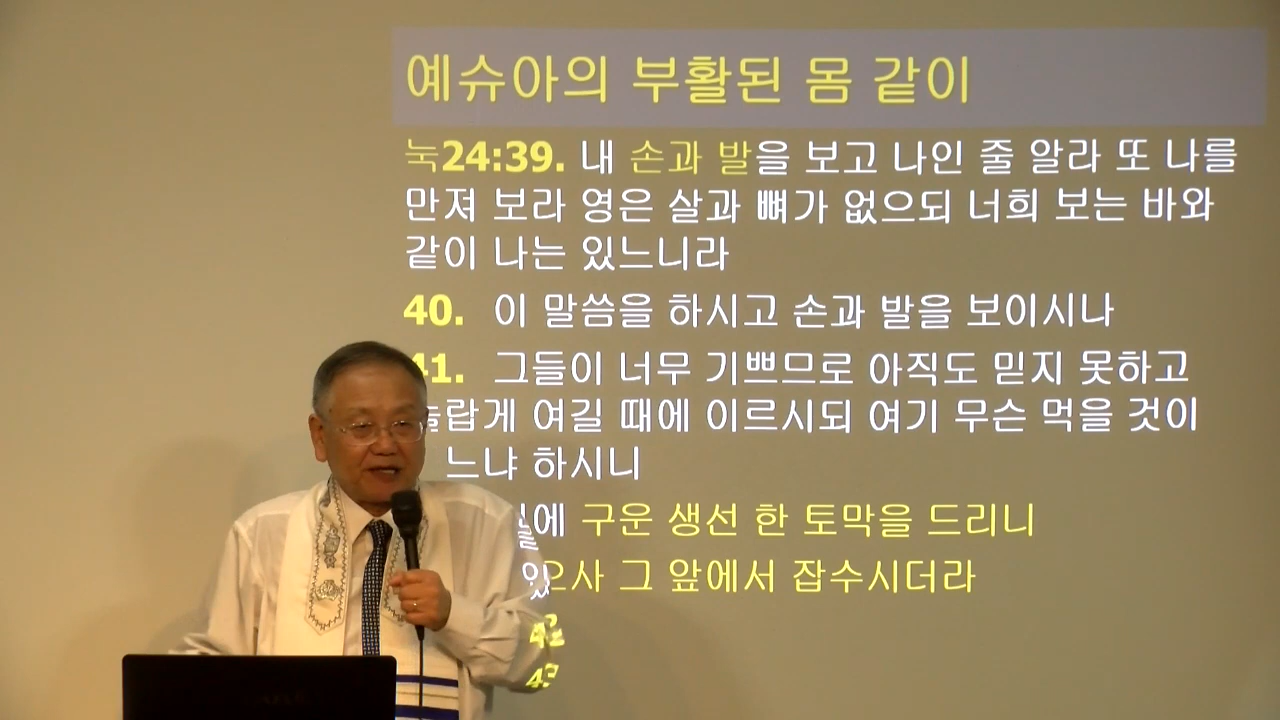 예슈아의 부활된 몸 같이
눅24:39. 내 손과 발을 보고 나인 줄 알라 또 나를
만져 보라 영은 살과 뼈가 없으되 너희 보는 바와
같이 나는 있느니라
40. 이 말씀을 하시고 손과 발을 보이시나
41. 그들이 너무 기쁘므로 아직도 믿지 못하고
놀랍게 여길 때에 이르시되 여기 무슨 먹을 것이
느냐 하시니
구운 생선 한 토막을 드리니
그 앞에서 잡수시더라
42
43